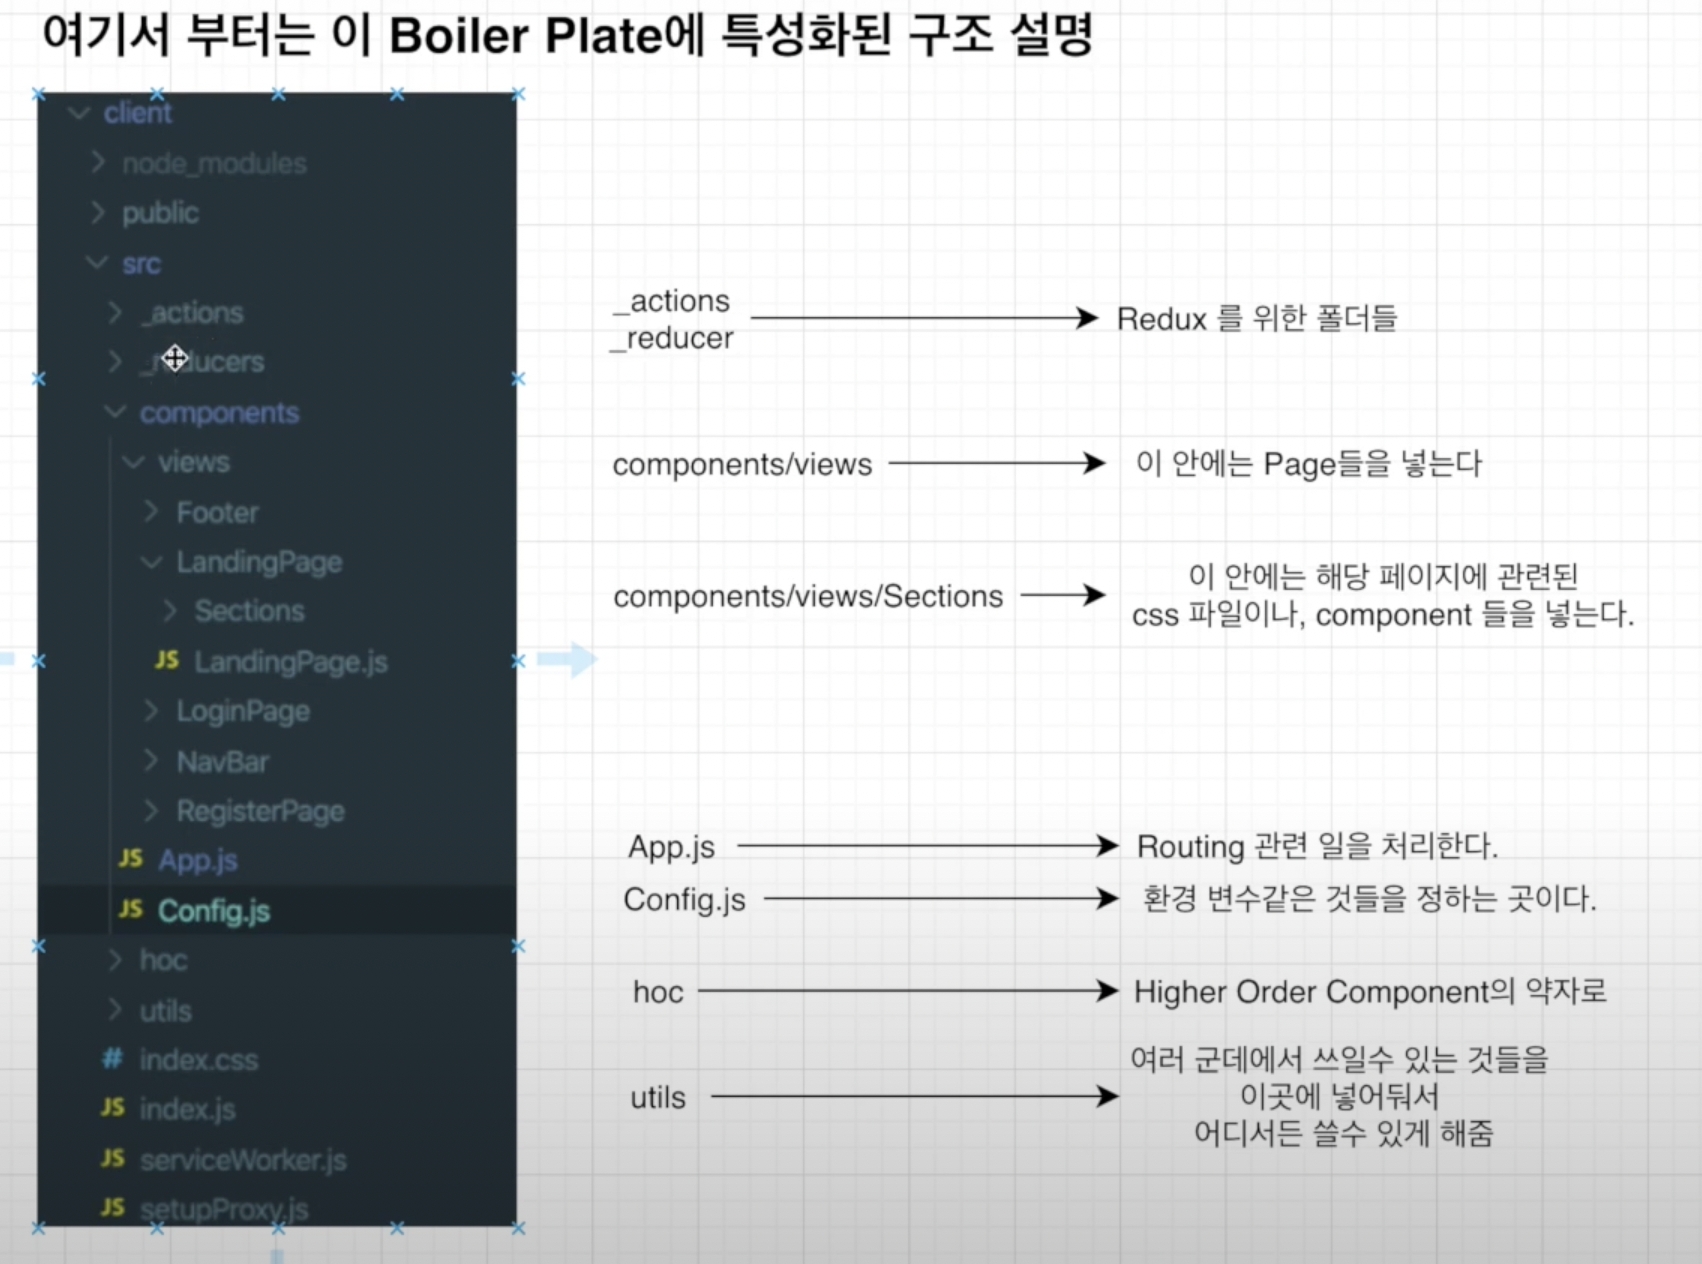 여기서 부터는 이 Boiler Plate에 특성화된 구조 설명
client
node_modules
public
src
_actions
_reducers
components
views
Footer
LandingPage
Sections
JS LandingPage.js
LoginPage
NavBar
RegisterPage
JS App.js
JS Config.js
hoc
utils
# index.css
JS index.js
JS serviceWorker.js
JS setupProxy.js
_actions
_reducer
Redux 를 위한 폴더들
components/views
이 안에는 Page들을 넣는다
components/views/Sections
이 안에는 해당 페이지에 관련된
css 파일이나, component 들을 넣는다.
App.js
Routing 관련 일을 처리한다.
Config.js
환경 변수같은 것들을 정하는 곳이다.
hoc
Higher Order Component의 약자로
utils
여러 군데에서 쓰일수 있는 것들을
이곳에 넣어둬서
어디서든 쓸수 있게 해줌